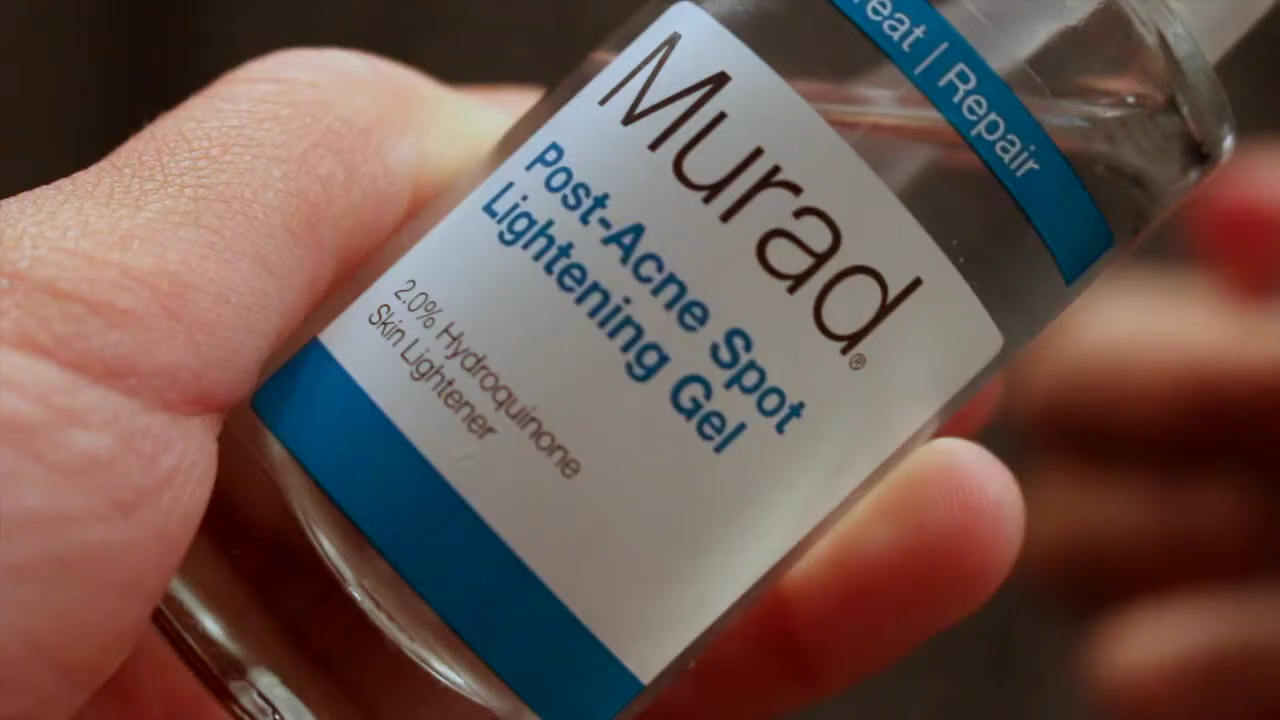 eat | Repair
Murad®
Post-Acne Spot
Lightening Gel
2.0% Hydroquinone
Skin Lightener